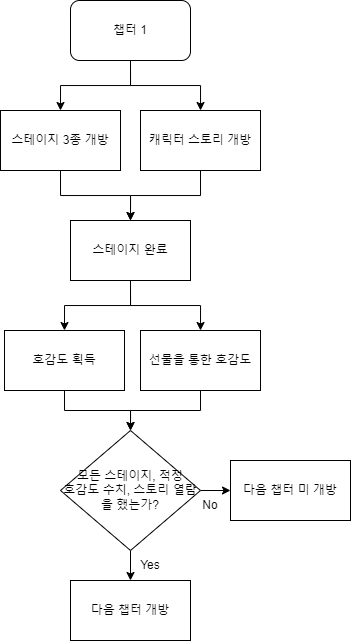 챕터 1
스테이지 3종 개방
캐릭터 스토리 개방
스테이지 완료
호감도 획득
선물을 통한 호감도
모든 스테이지, 적정
호감도 수치, 스토리 열람
을 했는가?
No
다음 챕터 미 개방
Yes
다음 챕터 개방